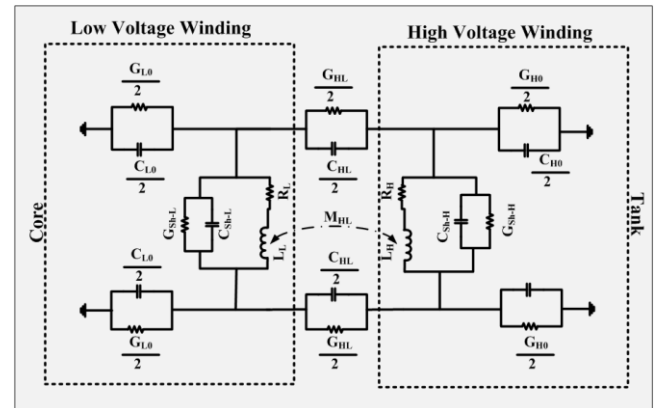 Low Voltage Winding
High Voltage Winding
G_L0
2
G_HL
2
G_H0
2
C_L0
2
C_HL
2
C_H0
2
Core
G_Sh-L
C_Sh-L
R_L
L_L
M_HL
R_H
L_H
C_Sh-H
G_Sh-H
Tank
C_L0
2
C_HL
2
G_L0
2
G_HL
2
G_H0
2